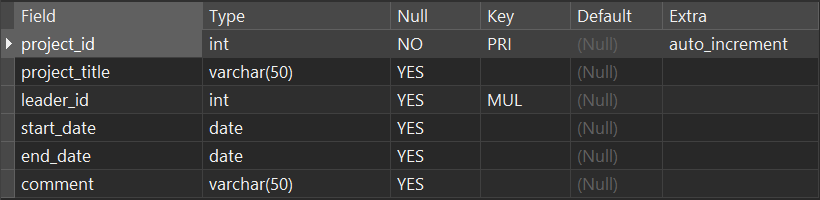 Field Type Null Key Default Extra
project_id int NO PRI (Null) auto_increment
project_title varchar(50) YES (Null)
leader_id int YES MUL (Null)
start_date date YES (Null)
end_date date YES (Null)
comment varchar(50) YES (Null)